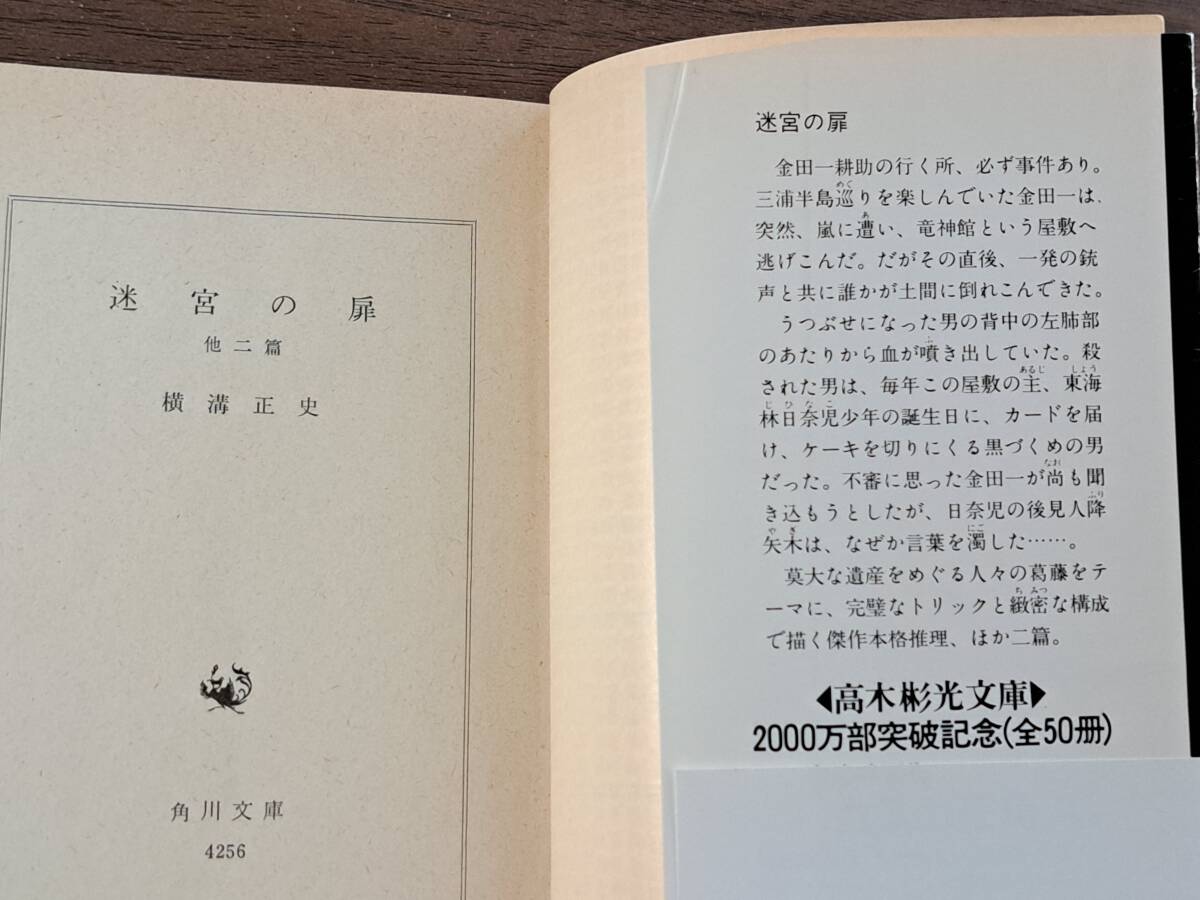 迷宮の扉
他二篇
横溝正史
角川文庫
4256
迷宮の扉
金田一耕助の行く所、必ず事件あり。
三浦半島巡りを楽しんでいた金田一は、
突然、嵐に遭い、竜神館という屋敷へ
逃げこんだ。だがその直後、一発の銃
声と共に誰かが土間に倒れこんできた。
うつぶせになった男の背中の左肺部
のあたりから血が噴き出していた。殺
された男は、毎年この屋敷の主、東海
林日奈児少年の誕生日に、カードを届
け、ケーキを切りにくる黒づくめの男
だった。不審に思った金田一が尚も聞
き込もうとしたが、日奈児の後見人降
矢木は、なぜか言葉を濁した……。
莫大な遺産をめぐる人々の葛藤をテ
ーマに、完璧なトリックと緻密な構成
で描く傑作本格推理、ほか二篇。
◀高木彬光文庫▶
2000万部突破記念(全50冊)